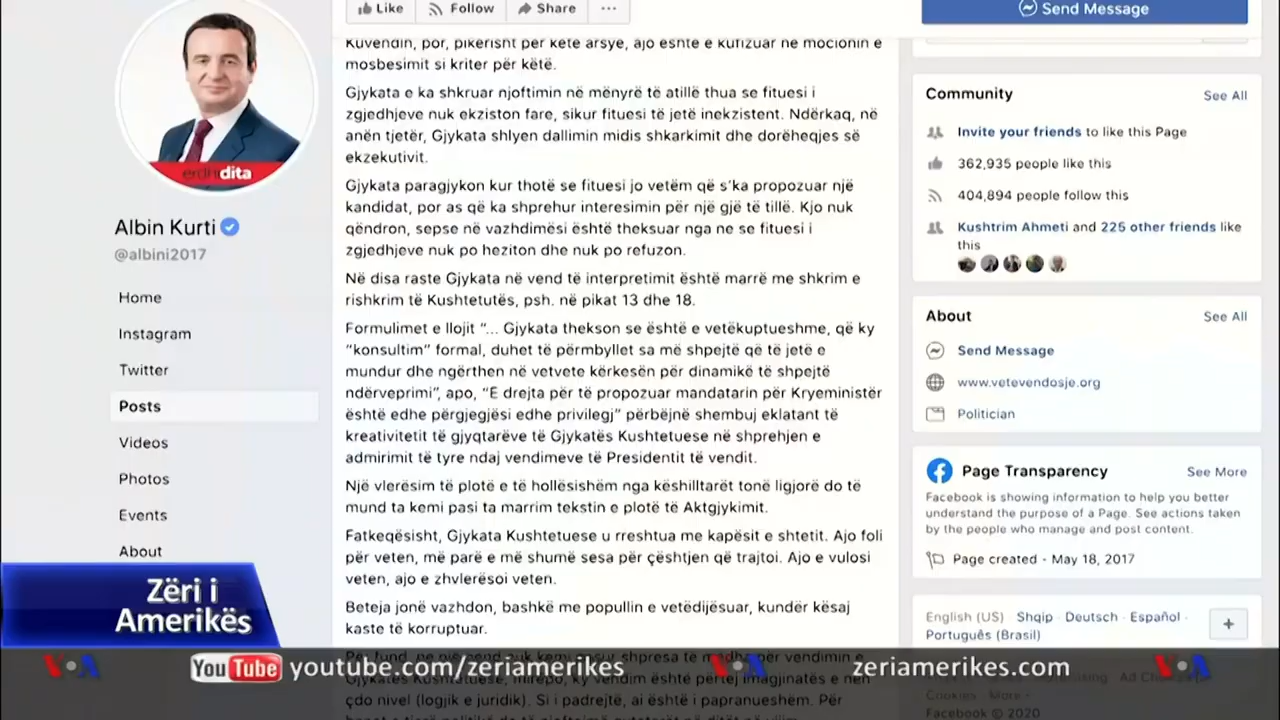 Like
Follow
Share
Send Message
Kuvendin, por, pikërisht për këtë arsye, ajo është e kufizuar në mocionin e
mosbesimit si kriter për këtë.
Gjykata e ka shkruar njoftimin në mënyrë të atillë thua se fituesi i
zgjedhjeve nuk ekziston fare, sikur fituesi të jetë inekzistent. Ndërkaq, në
anën tjetër, Gjykata shlyen dallimin midis shkarkimit dhe dorëheqjes së
ekzekutivit.
Gjykata paragjykon kur thotë se fituesi jo vetëm që s'ka propozuar një
kandidat, por as që ka shprehur interesimin për një gjë të tillë. Kjo nuk
qëndron, sepse në vazhdimësi është theksuar nga ne se fituesi i
zgjedhjeve nuk po heziton dhe nuk po refuzon.
Në disa raste Gjykata në vend të interpretimit është marrë me shkrim e
rishkrim të Kushtetutës, psh. në pikat 13 dhe 18.
Formulimet e llojit "... Gjykata thekson se është e vetëkuptueshme, që ky
"konsultim" formal, duhet të përmbyllet sa më shpejtë që të jetë e
mundur dhe ngërthen në vetvete kërkesën për dinamikë të shpejtë
ndërveprimi", apo, "E drejta për të propozuar mandatarin për Kryeministër
është edhe përgjegjësi edhe privilegj" përbëjnë shembuj eklatant të
kreativitetit të gjyqtarëve të Gjykatës Kushtetuese në shprehjen e
admirimit të tyre ndaj vendimeve të Presidentit të vendit.
Një vlerësim të plotë e të hollësishëm nga këshilltarët tonë ligjorë do të
mund ta kemi pasi ta marrim tekstin e plotë të Aktgjykimit.
Fatkeqësisht, Gjykata Kushtetuese u rreshtua me kapësit e shtetit. Ajo foli
për veten, më parë e më shumë sesa për çështjen që trajtoi. Ajo e vulosi
veten, ajo e zhvlerësoi veten.
Beteja jonë vazhdon, bashkë me popullin e vetëdijësuar, kundër kësaj
kaste të korruptuar.
çdo nivel (logjik e juridik). Si i padrejtë, ai është i papranueshëm. Për
erdhi dita
Albin Kurti
@albini2017
Home
Instagram
Twitter
Posts
Videos
Photos
Events
About
Community
See All
Invite your friends to like this Page
362,935 people like this
404,894 people follow this
Kushtrim Ahmeti and 225 other friends like
this
About
See All
Send Message
www.vetevendosje.org
Politician
Page Transparency
See More
Facebook is showing information to help you better
understand the purpose of a Page. See actions taken
by the people who manage and post content.
Page created - May 18, 2017
English (US) · Shqip · Deutsch · Español ·
Português (Brasil)
Cookies · More
Facebook © 2020
Zëri i
Amerikës
VOA
YouTube youtube.com/zeriamerikes
VOA
zeriamerikes.com
VOA